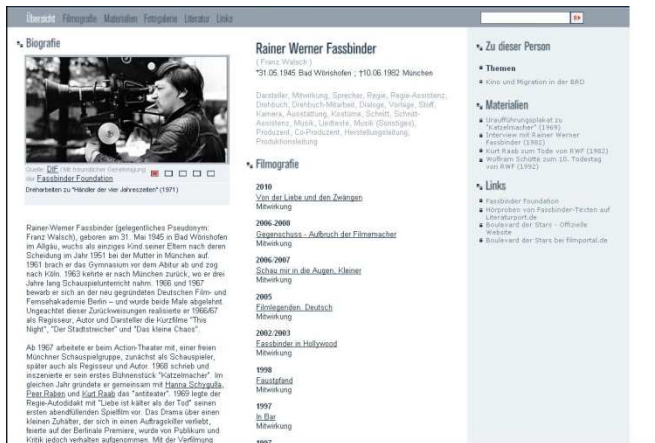 Übersicht Filmografie Materialien Fotogalerie Literatur Links
Biografie
Quelle: DIF (Mit freundlicher Genehmigung
der Fassbinder Foundation
Dreharbeiten zu "Händler der vier Jahreszeiten" (1971)
Rainer-Werner Fassbinder (gelegentliches Pseudonym:
Franz Walsch), geboren am 31. Mai 1945 in Bad Wörishofen
im Allgäu, wuchs als einziges Kind seiner Eltern nach deren
Scheidung im Jahr 1951 bei der Mutter in München auf.
1961 brach er das Gymnasium vor dem Abitur ab und zog
nach Köln. 1963 kehrte er nach München zurück, wo er drei
Jahre lang Schauspielunterricht nahm. 1966 und 1967
bewarb er sich an der neu gegründeten Deutschen Film- und
Fernsehakademie Berlin – und wurde beide Male abgelehnt.
Ungeachtet dieser Zurückweisungen realisierte er 1966/67
als Regisseur, Autor und Darsteller die Kurzfilme "This
Night", "Der Stadtstreicher" und "Das kleine Chaos".
Ab 1967 arbeitete er beim Action-Theater mit, einer freien
Münchner Schauspielgruppe, zunächst als Schauspieler,
später auch als Regisseur und Autor. 1968 schrieb und
inszenierte er sein erstes Bühnenstück "Katzelmacher". Im
gleichen Jahr gründete er gemeinsam mit Hanna Schygulla,
Peer Raben und Kurt Raab das "antiteater". 1969 legte der
Regie-Autodidakt mit "Liebe ist kälter als der Tod" seinen
ersten abendfüllenden Spielfilm vor. Das Drama über einen
kleinen Zuhälter, der sich in einen Auftragskiller verliebt,
feierte auf der Berlinale Premiere, wurde von Publikum und
Kritik jedoch verhalten aufgenommen. Mit der Verfilmung
Rainer Werner Fassbinder
( Franz Walsch )
*31.05.1945 Bad Wörishofen ; †10.06.1982 München
Darsteller, Mitwirkung, Sprecher, Regie, Regie-Assistenz,
Drehbuch, Drehbuch-Mitarbeit, Dialoge, Vorlage, Stoff,
Kamera, Ausstattung, Kostüme, Schnitt, Schnitt-
Assistenz, Musik, Liedtexte, Musik (Sonstiges),
Produzent, Co-Produzent, Herstellungsleitung,
Produktionsleitung
Filmografie
2010
Von der Liebe und den Zwängen
Mitwirkung
2006-2008
Gegenschuss - Aufbruch der Filmemacher
Mitwirkung
2006/2007
Schau mir in die Augen, Kleiner
Mitwirkung
2005
Filmlegenden. Deutsch
Mitwirkung
2002/2003
Fassbinder in Hollywood
Mitwirkung
1998
Faustpfand
Mitwirkung
1997
In Bar
Mitwirkung
1997
Zu dieser Person
Themen
Kino und Migration in der BRD
Materialien
Uraufführungsplakat zu
"Katzelmacher" (1969)
Interview mit Rainer Werner
Fassbinder (1982)
Kurt Raab zum Tode von RWF (1982)
Wolfram Schütte zum 10. Todestag
von RWF (1992)
Links
Fassbinder Foundation
Hörproben von Fassbinder-Texten auf
Literaturport.de
Boulevard der Stars - Offizielle
Website
Boulevard der Stars bei filmportal.de